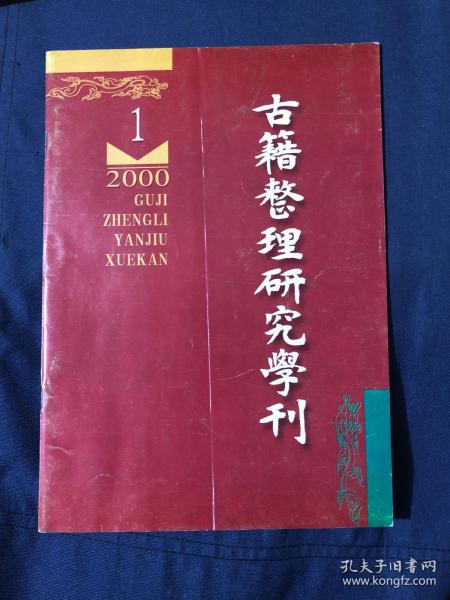 1
2000
GUJI
ZHENGLI
YANJIU
XUEKAN
古籍整理研究學刊
孔夫子旧书网
www.kongfz.com